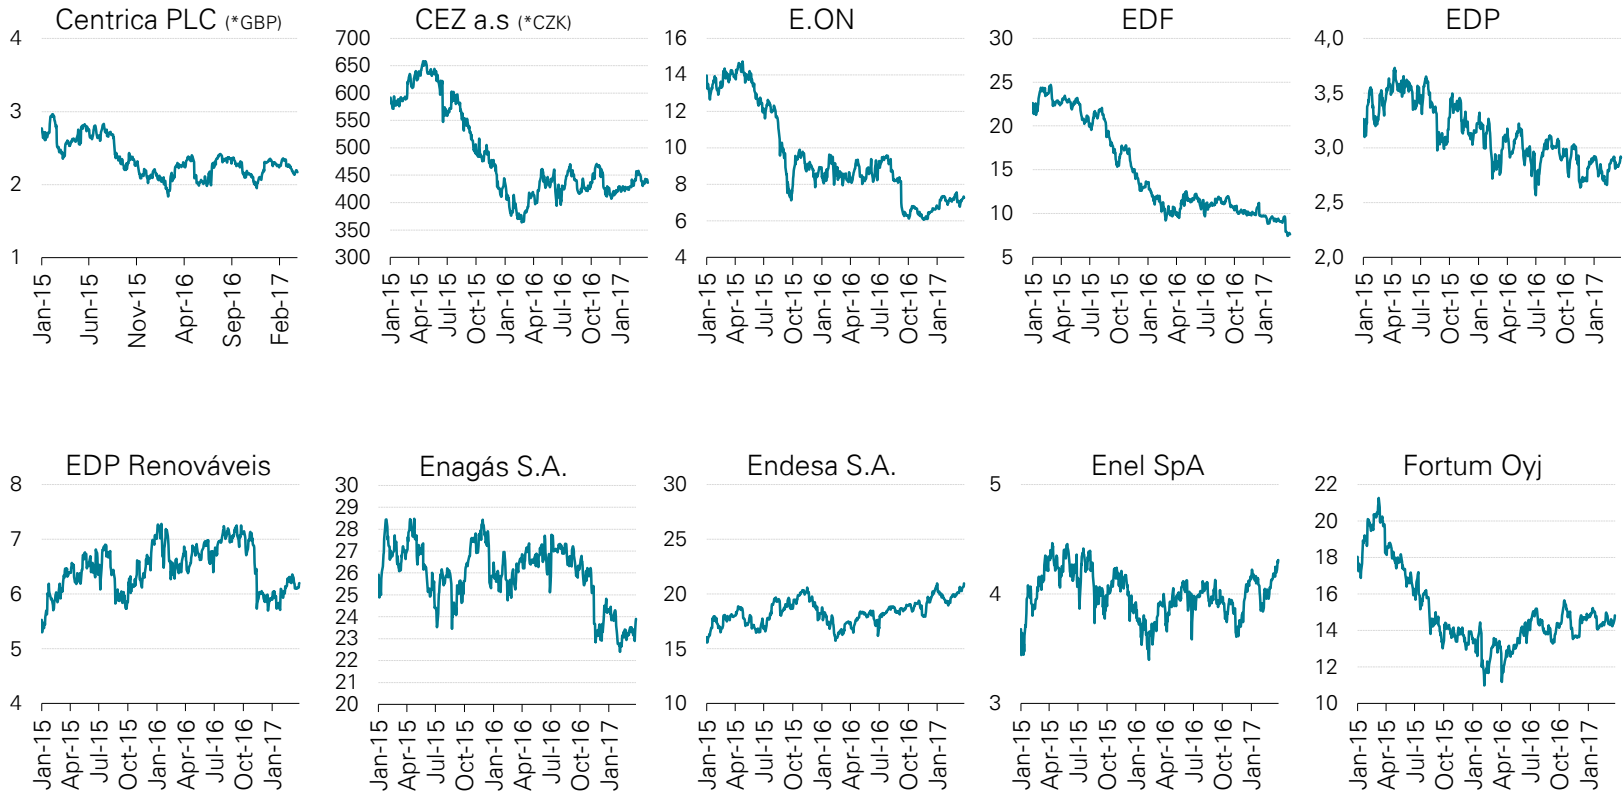 Centrica PLC (*GBP)
4
3
2
1
Jan-15
Jun-15
Nov-15
Apr-16
Sep-16
Feb-17
CEZ a.s (*CZK)
700
650
600
550
500
450
400
350
300
Jan-15
Apr-15
Jul-15
Oct-15
Jan-16
Apr-16
Jul-16
Oct-16
Jan-17
E.ON
16
14
12
10
8
6
4
Jan-15
Apr-15
Jul-15
Oct-15
Jan-16
Apr-16
Jul-16
Oct-16
Jan-17
EDF
30
25
20
15
10
5
Jan-15
Apr-15
Jul-15
Oct-15
Jan-16
Apr-16
Jul-16
Oct-16
Jan-17
EDP
4,0
3,5
3,0
2,5
2,0
Jan-15
Apr-15
Jul-15
Oct-15
Jan-16
Apr-16
Jul-16
Oct-16
Jan-17
EDP Renováveis
8
7
6
5
4
Jan-15
Apr-15
Jul-15
Oct-15
Jan-16
Apr-16
Jul-16
Oct-16
Jan-17
Enagás S.A.
30
29
28
27
26
25
24
23
22
21
20
Jan-15
Apr-15
Jul-15
Oct-15
Jan-16
Apr-16
Jul-16
Oct-16
Jan-17
Endesa S.A.
30
25
20
15
10
Jan-15
Apr-15
Jul-15
Oct-15
Jan-16
Apr-16
Jul-16
Oct-16
Jan-17
Enel SpA
5
4
3
Jan-15
Apr-15
Jul-15
Oct-15
Jan-16
Apr-16
Jul-16
Oct-16
Jan-17
Fortum Oyj
22
20
18
16
14
12
10
Jan-15
Apr-15
Jul-15
Oct-15
Jan-16
Apr-16
Jul-16
Oct-16
Jan-17